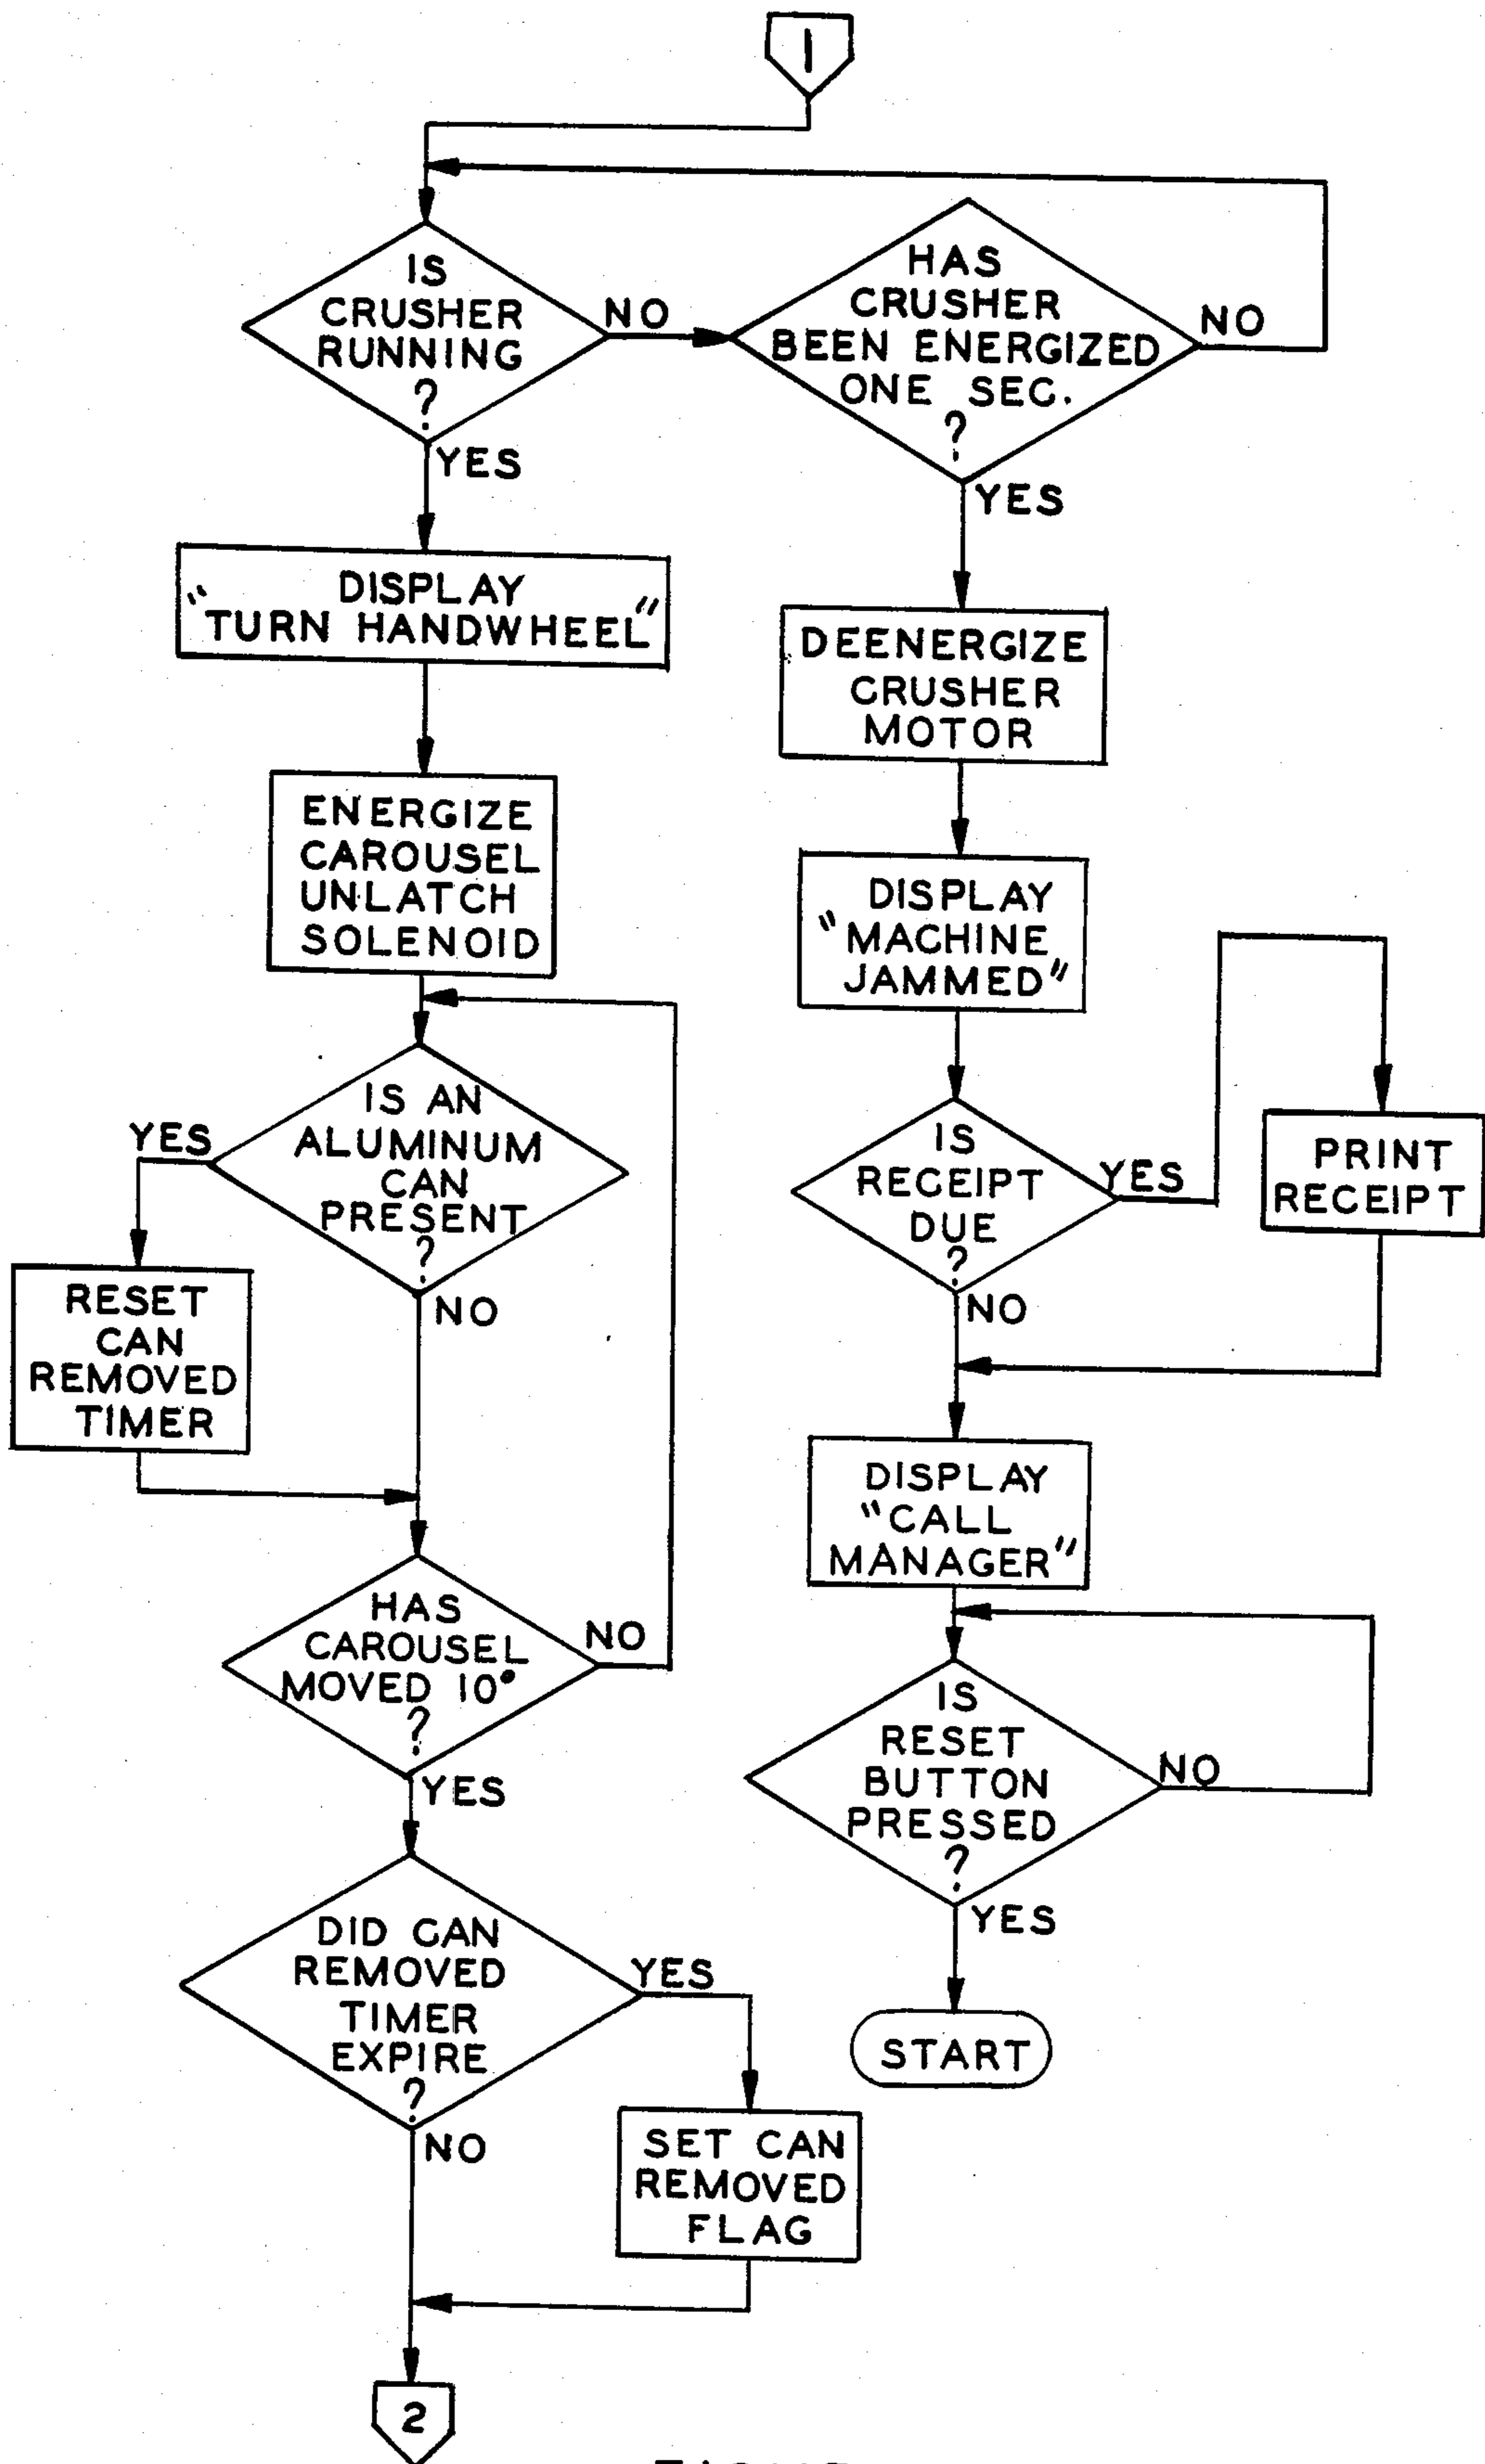 1
IS
CRUSHER
RUNNING
?
NO
YES
HAS
CRUSHER
BEEN ENERGIZED
ONE SEC.
?
NO
YES
DISPLAY
"TURN HANDWHEEL"
DEENERGIZE
CRUSHER
MOTOR
ENERGIZE
CAROUSEL
UNLATCH
SOLENOID
DISPLAY
"MACHINE
JAMMED"
IS AN
ALUMINUM
CAN
PRESENT
?
YES
NO
IS
RECEIPT
DUE
?
YES
NO
PRINT
RECEIPT
RESET
CAN
REMOVED
TIMER
DISPLAY
"CALL
MANAGER"
HAS
CAROUSEL
MOVED 10°
?
NO
YES
IS
RESET
BUTTON
PRESSED
?
NO
YES
DID CAN
REMOVED
TIMER
EXPIRE
?
YES
NO
START
SET CAN
REMOVED
FLAG
2